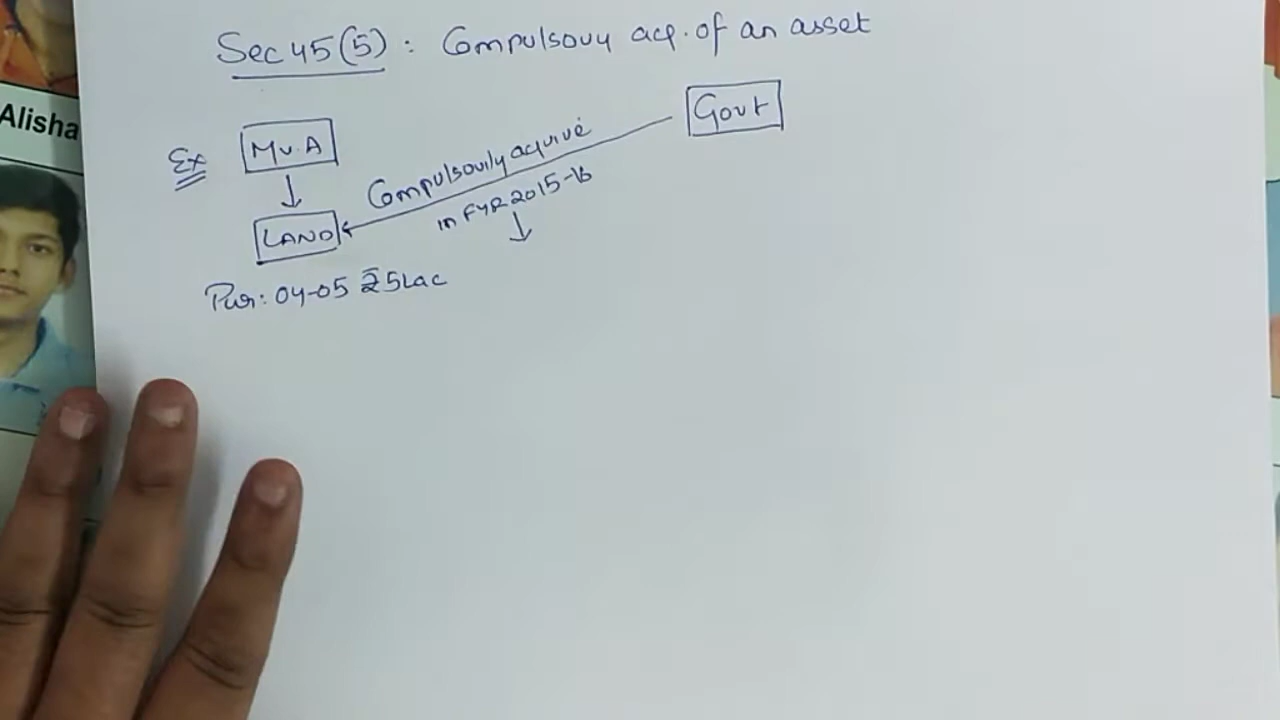 Sec 45(5) : Compulsory acq. of an asset
Alisha
Govt
Ex
Mr. A
Compulsorily acquire
in FYR 2015-16
LAND
Pur: 04-05 ₹5Lac